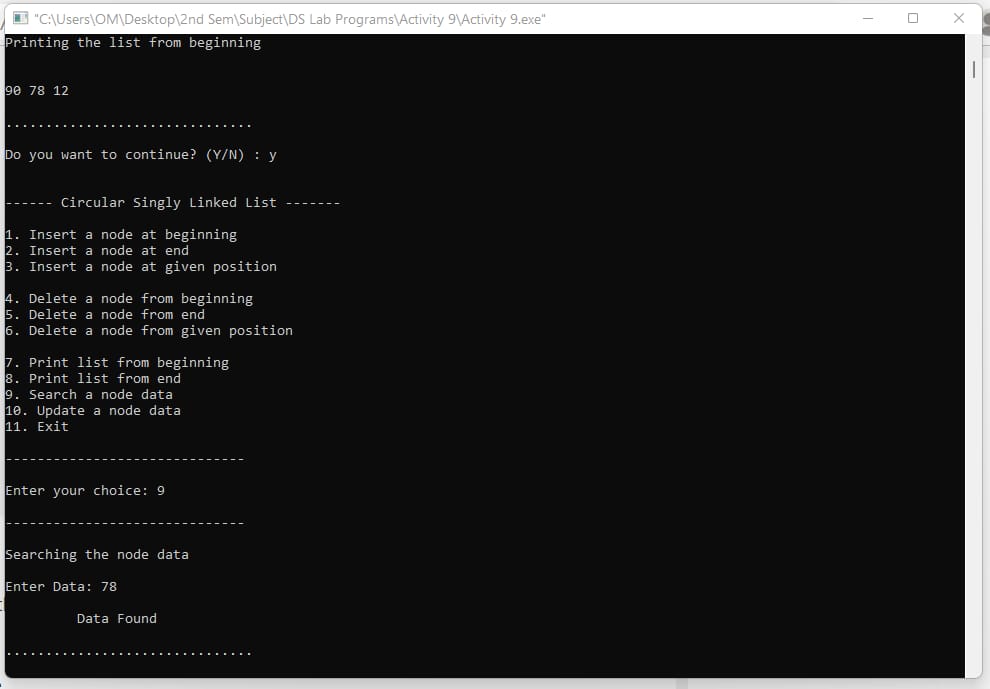 "C:\Users\OM\Desktop\2nd Sem\Subject\DS Lab Programs\Activity 9\Activity 9.exe"
Printing the list from beginning
90 78 12
...............................
Do you want to continue? (Y/N) : y
------ Circular Singly Linked List -------
1. Insert a node at beginning
2. Insert a node at end
3. Insert a node at given position
4. Delete a node from beginning
5. Delete a node from end
6. Delete a node from given position
7. Print list from beginning
8. Print list from end
9. Search a node data
10. Update a node data
11. Exit
------------------------------
Enter your choice: 9
------------------------------
Searching the node data
Enter Data: 78
Data Found
...............................